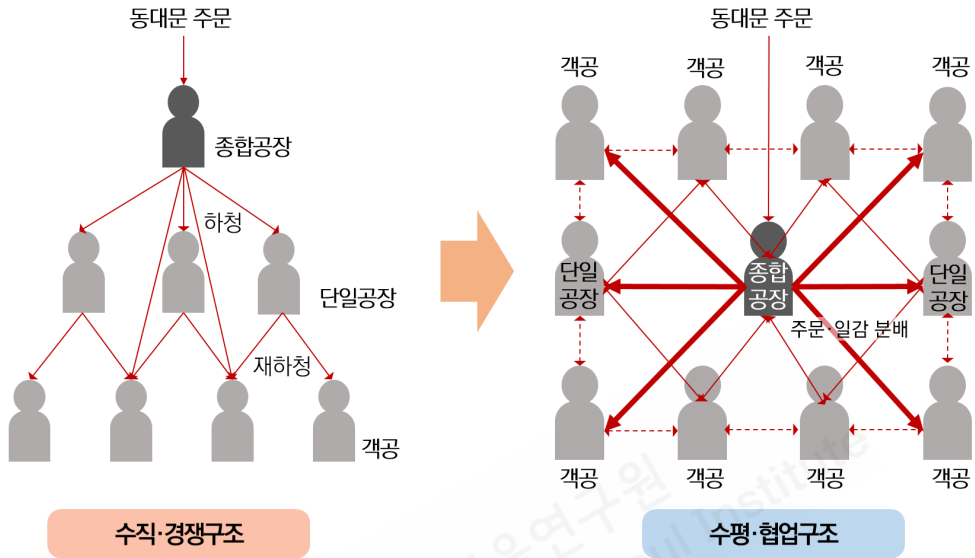 동대문 주문
종합공장
하청
단일공장
재하청
객공
수직·경쟁구조
동대문 주문
객공
객공
객공
객공
단일
공장
종합
공장
단일
공장
주문·일감 분배
객공
객공
객공
객공
수평·협업구조